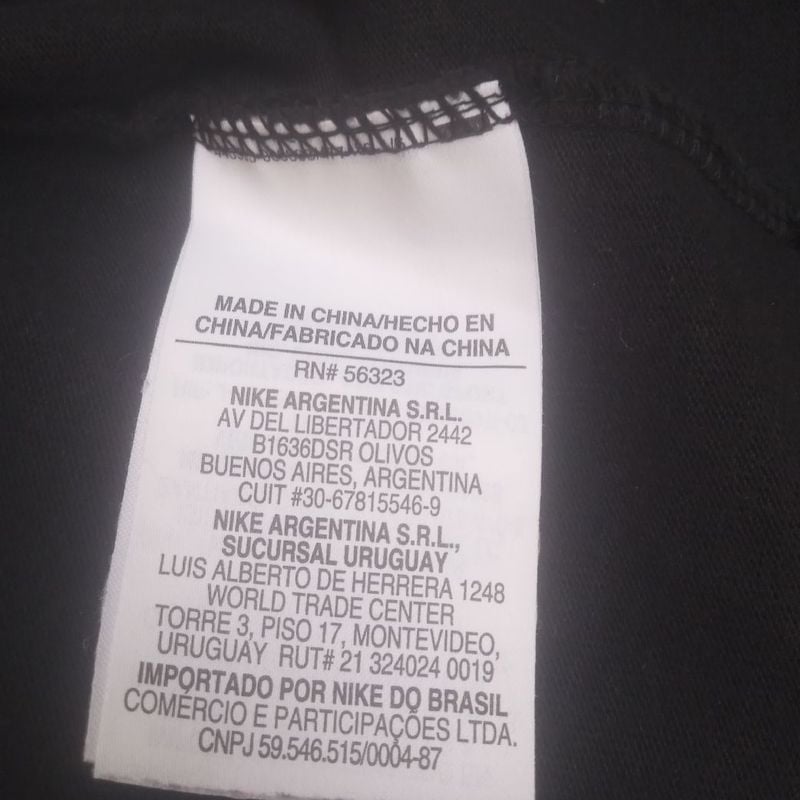 MADE IN CHINA/HECHO EN
CHINA/FABRICADO NA CHINA
RN# 56323
NIKE ARGENTINA S.R.L.
AV DEL LIBERTADOR 2442
B1636DSR OLIVOS
BUENOS AIRES, ARGENTINA
CUIT #30-67815546-9
NIKE ARGENTINA S.R.L.,
SUCURSAL URUGUAY
LUIS ALBERTO DE HERRERA 1248
WORLD TRADE CENTER
TORRE 3, PISO 17, MONTEVIDEO,
URUGUAY RUT# 21 324024 0019
IMPORTADO POR NIKE DO BRASIL
COMÉRCIO E PARTICIPAÇÕES LTDA.
CNPJ 59.546.515/0004-87